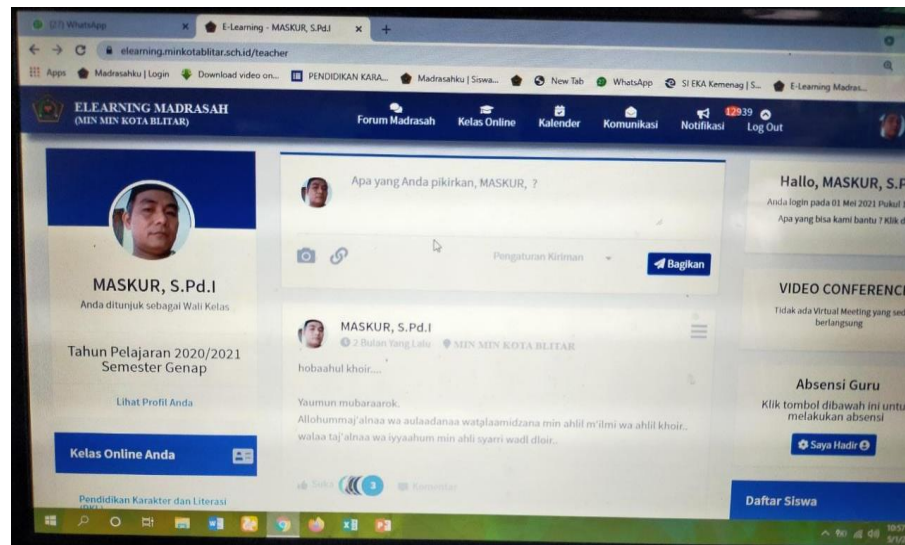 (27) WhatsApp
E-Learning - MASKUR, S.Pd.I
elearning.minkotablitar.sch.id/teacher
Apps Madrasahku | Login Download video on... PENDIDIKAN KARA... Madrasahku | Siswa... New Tab WhatsApp SI EKA Kemenag | S... E-Learning Madras...
ELEARNING MADRASAH
(MIN MIN KOTA BLITAR)
Forum Madrasah Kelas Online Kalender Komunikasi Notifikasi 12939 Log Out
MASKUR, S.Pd.I
Anda ditunjuk sebagai Wali Kelas
Tahun Pelajaran 2020/2021
Semester Genap
Lihat Profil Anda
Kelas Online Anda
Pendidikan Karakter dan Literasi
Apa yang Anda pikirkan, MASKUR, ?
Pengaturan Kiriman
Bagikan
MASKUR, S.Pd.I
2 Bulan Yang Lalu MIN MIN KOTA BLITAR
hobaahul khoir....
Yaumun mubaraarok.
Allohummaj'alnaa wa aulaadanaa watalaamidzana min ahlil m'ilmi wa ahlil khoir..
walaa taj'alnaa wa iyyaahum min ahli syarri wadl dloir..
Suka 3 Komentar
Hallo, MASKUR, S.P
Anda login pada 01 Mei 2021 Pukul
Apa yang bisa kami bantu ? Klik d
VIDEO CONFERENC
Tidak ada Virtual Meeting yang sed
berlangsung
Absensi Guru
Klik tombol dibawah ini untu
melakukan absensi
Saya Hadir
Daftar Siswa
10:57